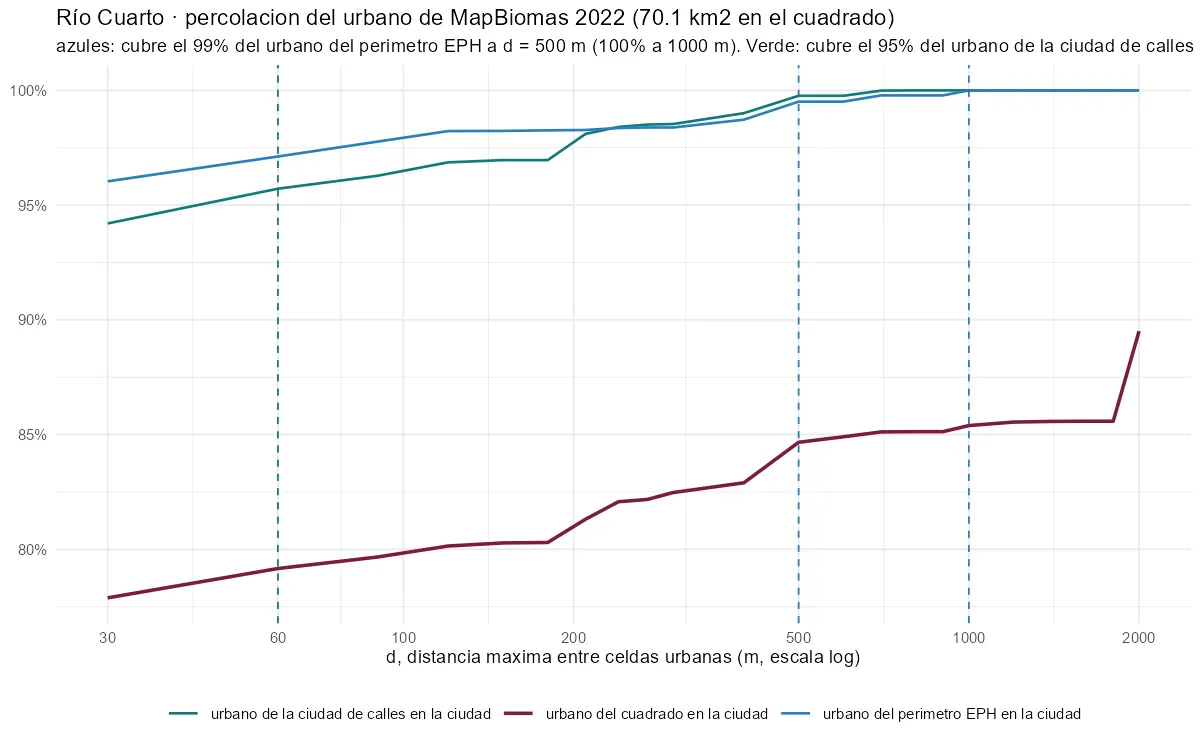 Río Cuarto · percolacion del urbano de MapBiomas 2022 (70.1 km2 en el cuadrado)
azules: cubre el 99% del urbano del perimetro EPH a d = 500 m (100% a 1000 m). Verde: cubre el 95% del urbano de la ciudad de calles
100%
95%
90%
85%
80%
30 60 100 200 500 1000 2000
d, distancia maxima entre celdas urbanas (m, escala log)
urbano de la ciudad de calles en la ciudad urbano del cuadrado en la ciudad urbano del perimetro EPH en la ciudad